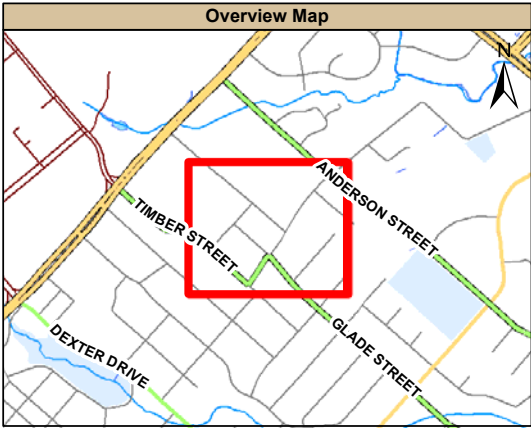 Overview Map
N
ANDERSON STREET
TIMBER STREET
GLADE STREET
DEXTER DRIVE